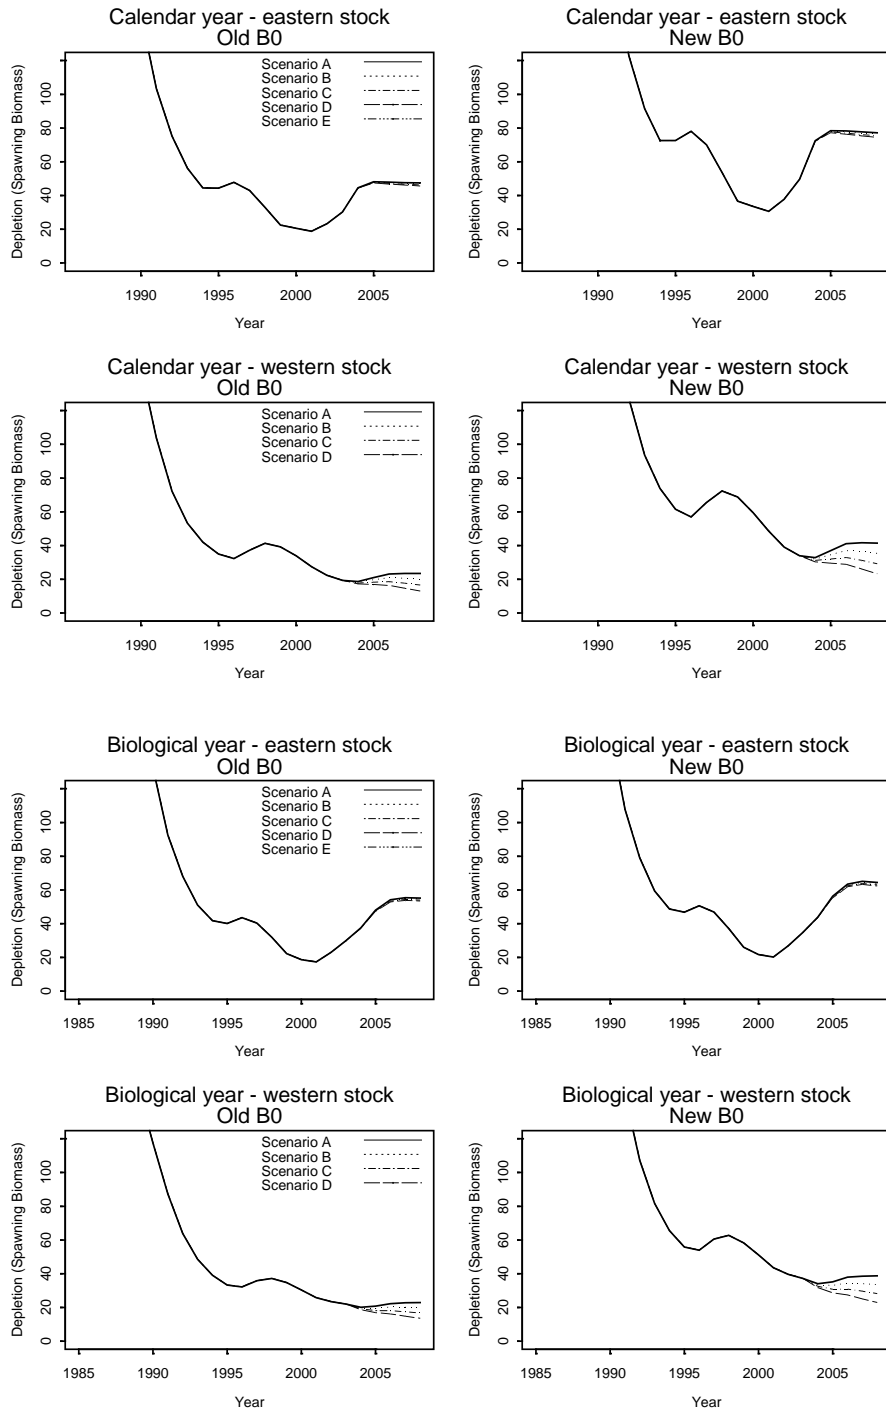 Calendar year - eastern stock
Old B0
Depletion (Spawning Biomass)
0 20 40 60 80 100
Scenario A
Scenario B
Scenario C
Scenario D
Scenario E
1990 1995 2000 2005
Year
Calendar year - eastern stock
New B0
Depletion (Spawning Biomass)
0 20 40 60 80 100
1990 1995 2000 2005
Year
Calendar year - western stock
Old B0
Depletion (Spawning Biomass)
0 20 40 60 80 100
Scenario A
Scenario B
Scenario C
Scenario D
1990 1995 2000 2005
Year
Calendar year - western stock
New B0
Depletion (Spawning Biomass)
0 20 40 60 80 100
1990 1995 2000 2005
Year
Biological year - eastern stock
Old B0
Depletion (Spawning Biomass)
0 20 40 60 80 100
Scenario A
Scenario B
Scenario C
Scenario D
Scenario E
1985 1990 1995 2000 2005
Year
Biological year - eastern stock
New B0
Depletion (Spawning Biomass)
0 20 40 60 80 100
1985 1990 1995 2000 2005
Year
Biological year - western stock
Old B0
Depletion (Spawning Biomass)
0 20 40 60 80 100
Scenario A
Scenario B
Scenario C
Scenario D
1985 1990 1995 2000 2005
Year
Biological year - western stock
New B0
Depletion (Spawning Biomass)
0 20 40 60 80 100
1985 1990 1995 2000 2005
Year